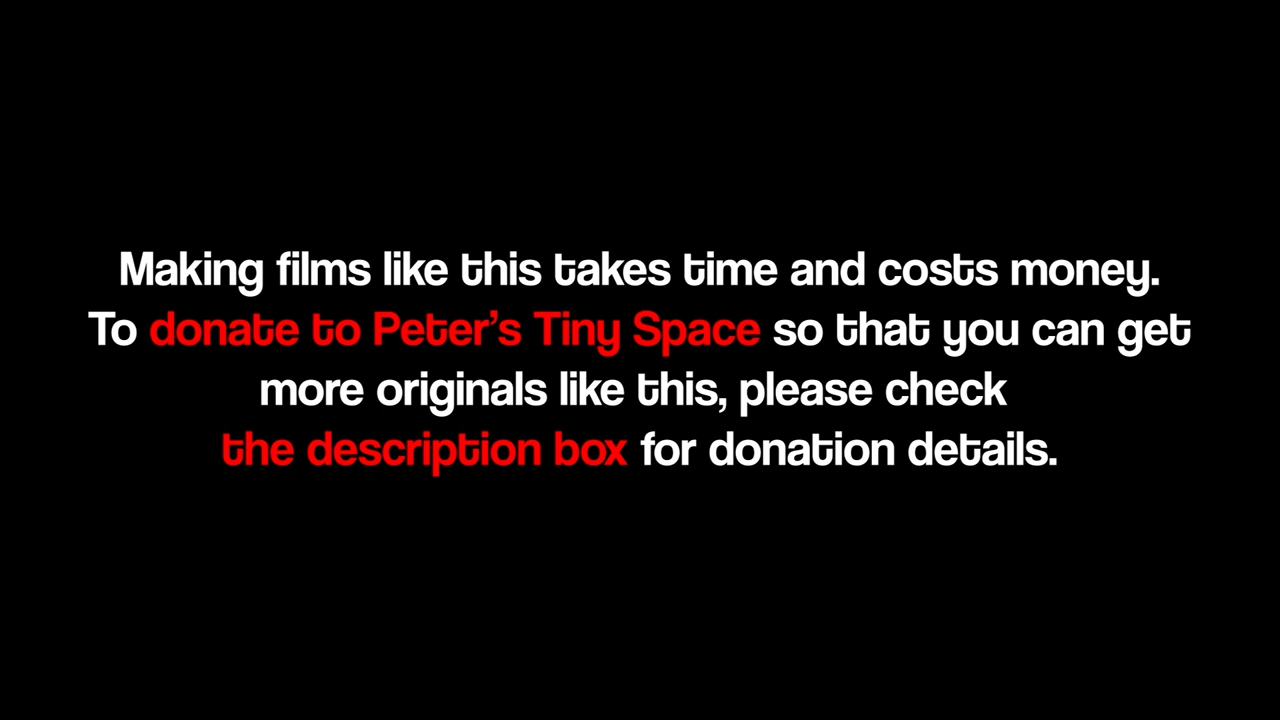 Making films like this takes time and costs money.
To donate to Peter's Tiny Space so that you can get
more originals like this, please check
the description box for donation details.